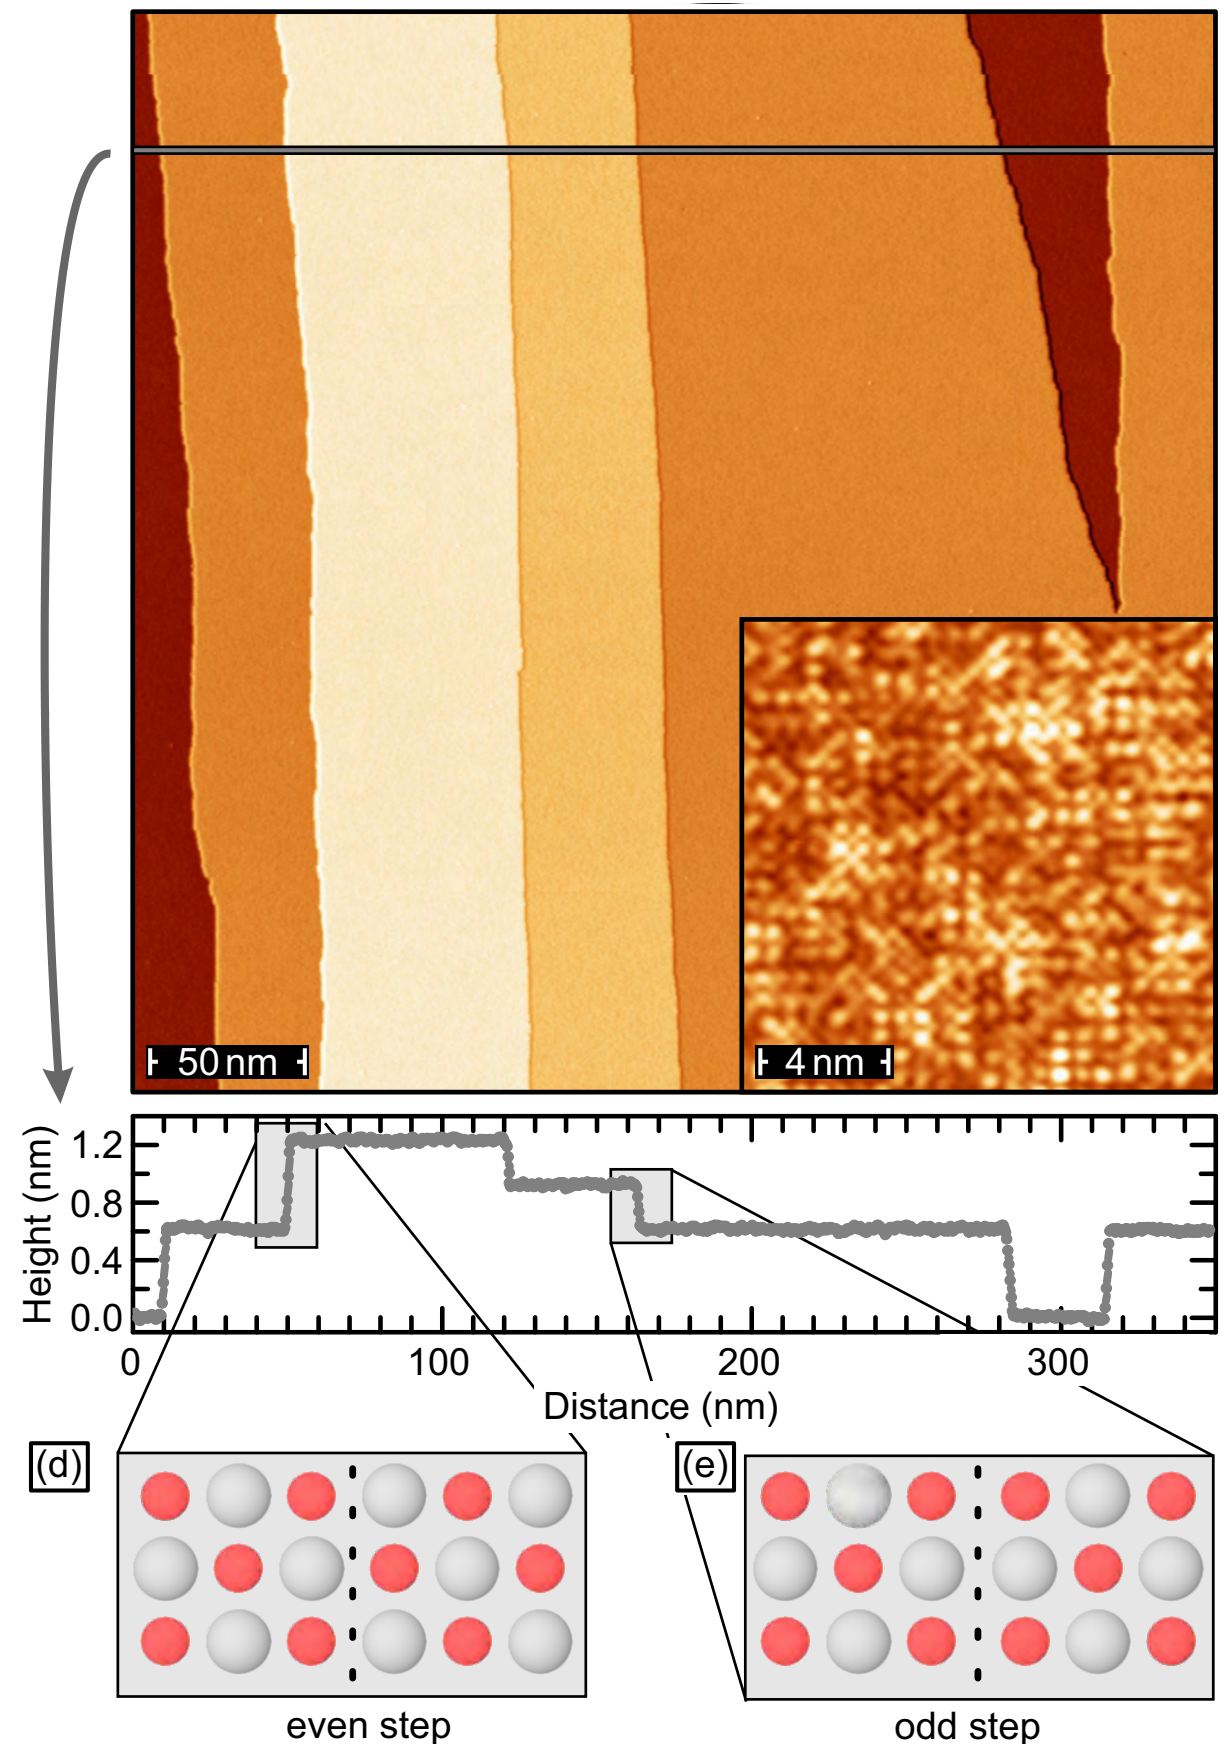 50 nm
4 nm
Height (nm)
1.2
0.8
0.4
0.0
0 100 200 300
Distance (nm)
(d)
(e)
even step
odd step